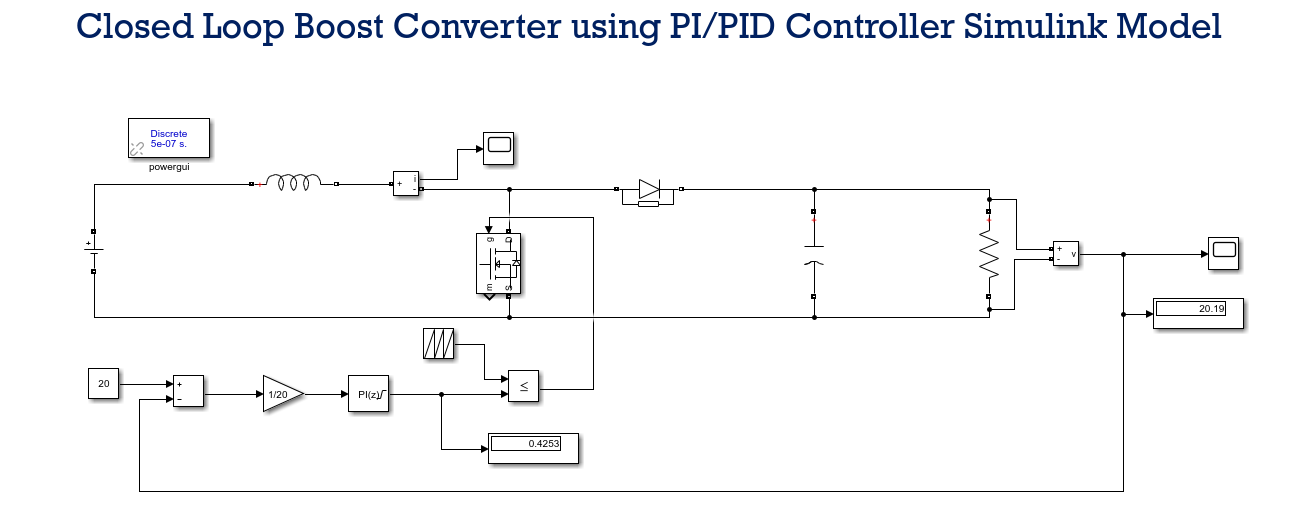 Closed Loop Boost Converter using PI/PID Controller Simulink Model
Discrete
5e-07 s.
powergui
+
i
-
+
g
D
m
S
+
-
v
20.19
20
+
−
1/20
PI(z)
≤
0.4253